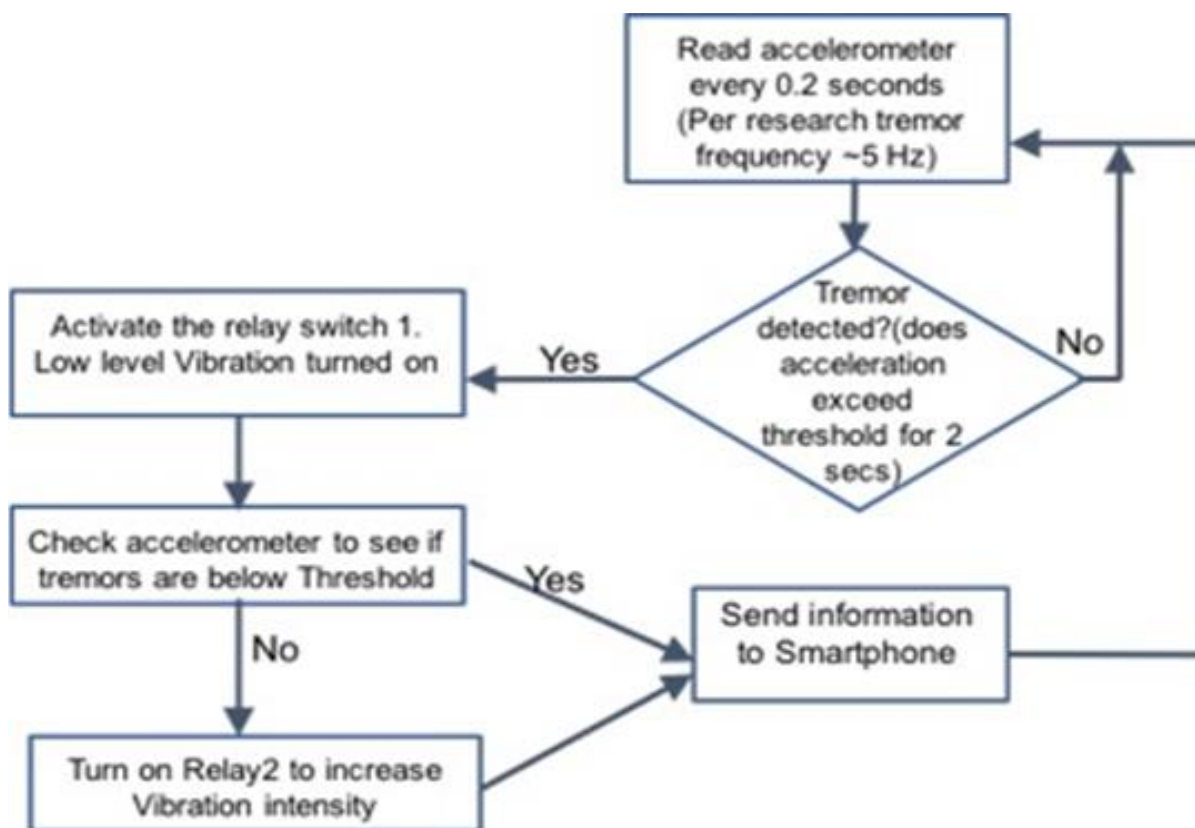 Read accelerometer
every 0.2 seconds
(Per research tremor
frequency ~5 Hz)
Tremor
detected?(does
acceleration
exceed
threshold for 2
secs)
No
Yes
Activate the relay switch 1.
Low level Vibration turned on
Check accelerometer to see if
tremors are below Threshold
Yes
No
Send information
to Smartphone
Turn on Relay2 to increase
Vibration intensity